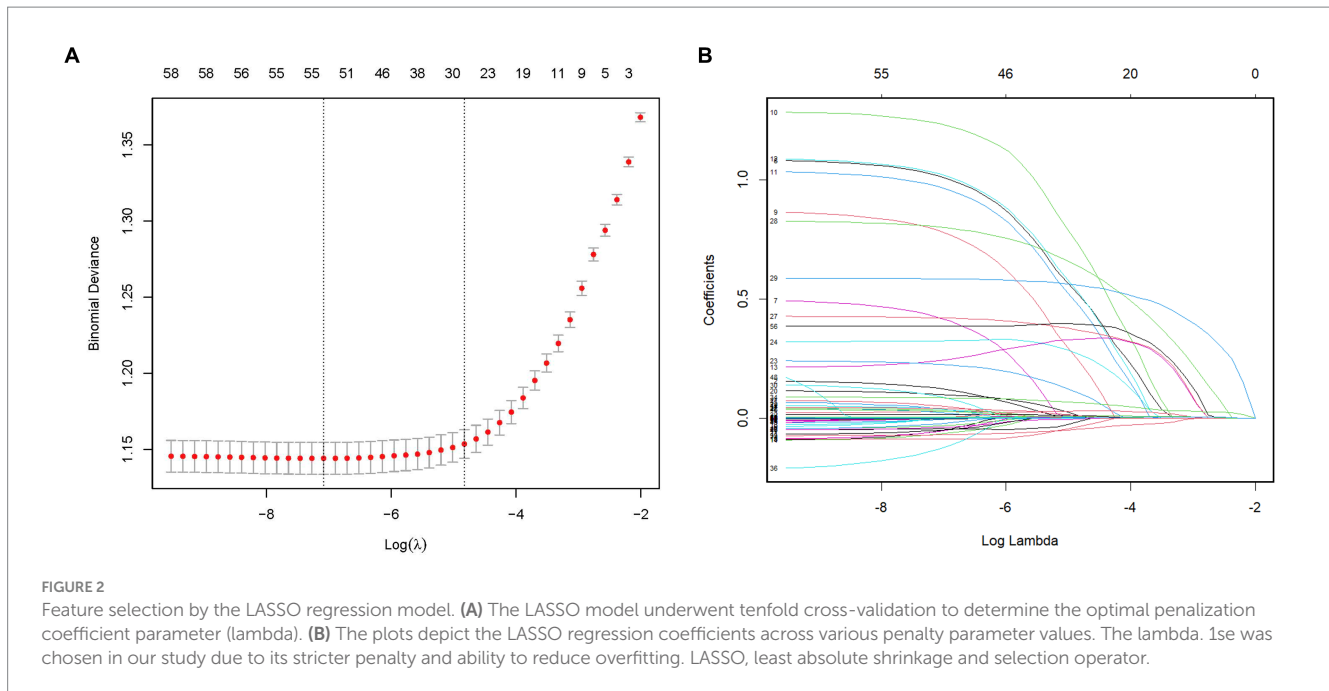 A
58 58 56 55 55 51 46 38 30 23 19 11 9 5 3
Binomial Deviance
1.35
1.30
1.25
1.20
1.15
-8 -6 -4 -2
Log(λ)
B
55 46 20 0
Coefficients
1.0
0.5
0.0
10
11
9
28
29
7
27
56
24
23
13
48
30
20
36
-8 -6 -4 -2
Log Lambda
FIGURE 2
Feature selection by the LASSO regression model. (A) The LASSO model underwent tenfold cross-validation to determine the optimal penalization
coefficient parameter (lambda). (B) The plots depict the LASSO regression coefficients across various penalty parameter values. The lambda. 1se was
chosen in our study due to its stricter penalty and ability to reduce overfitting. LASSO, least absolute shrinkage and selection operator.